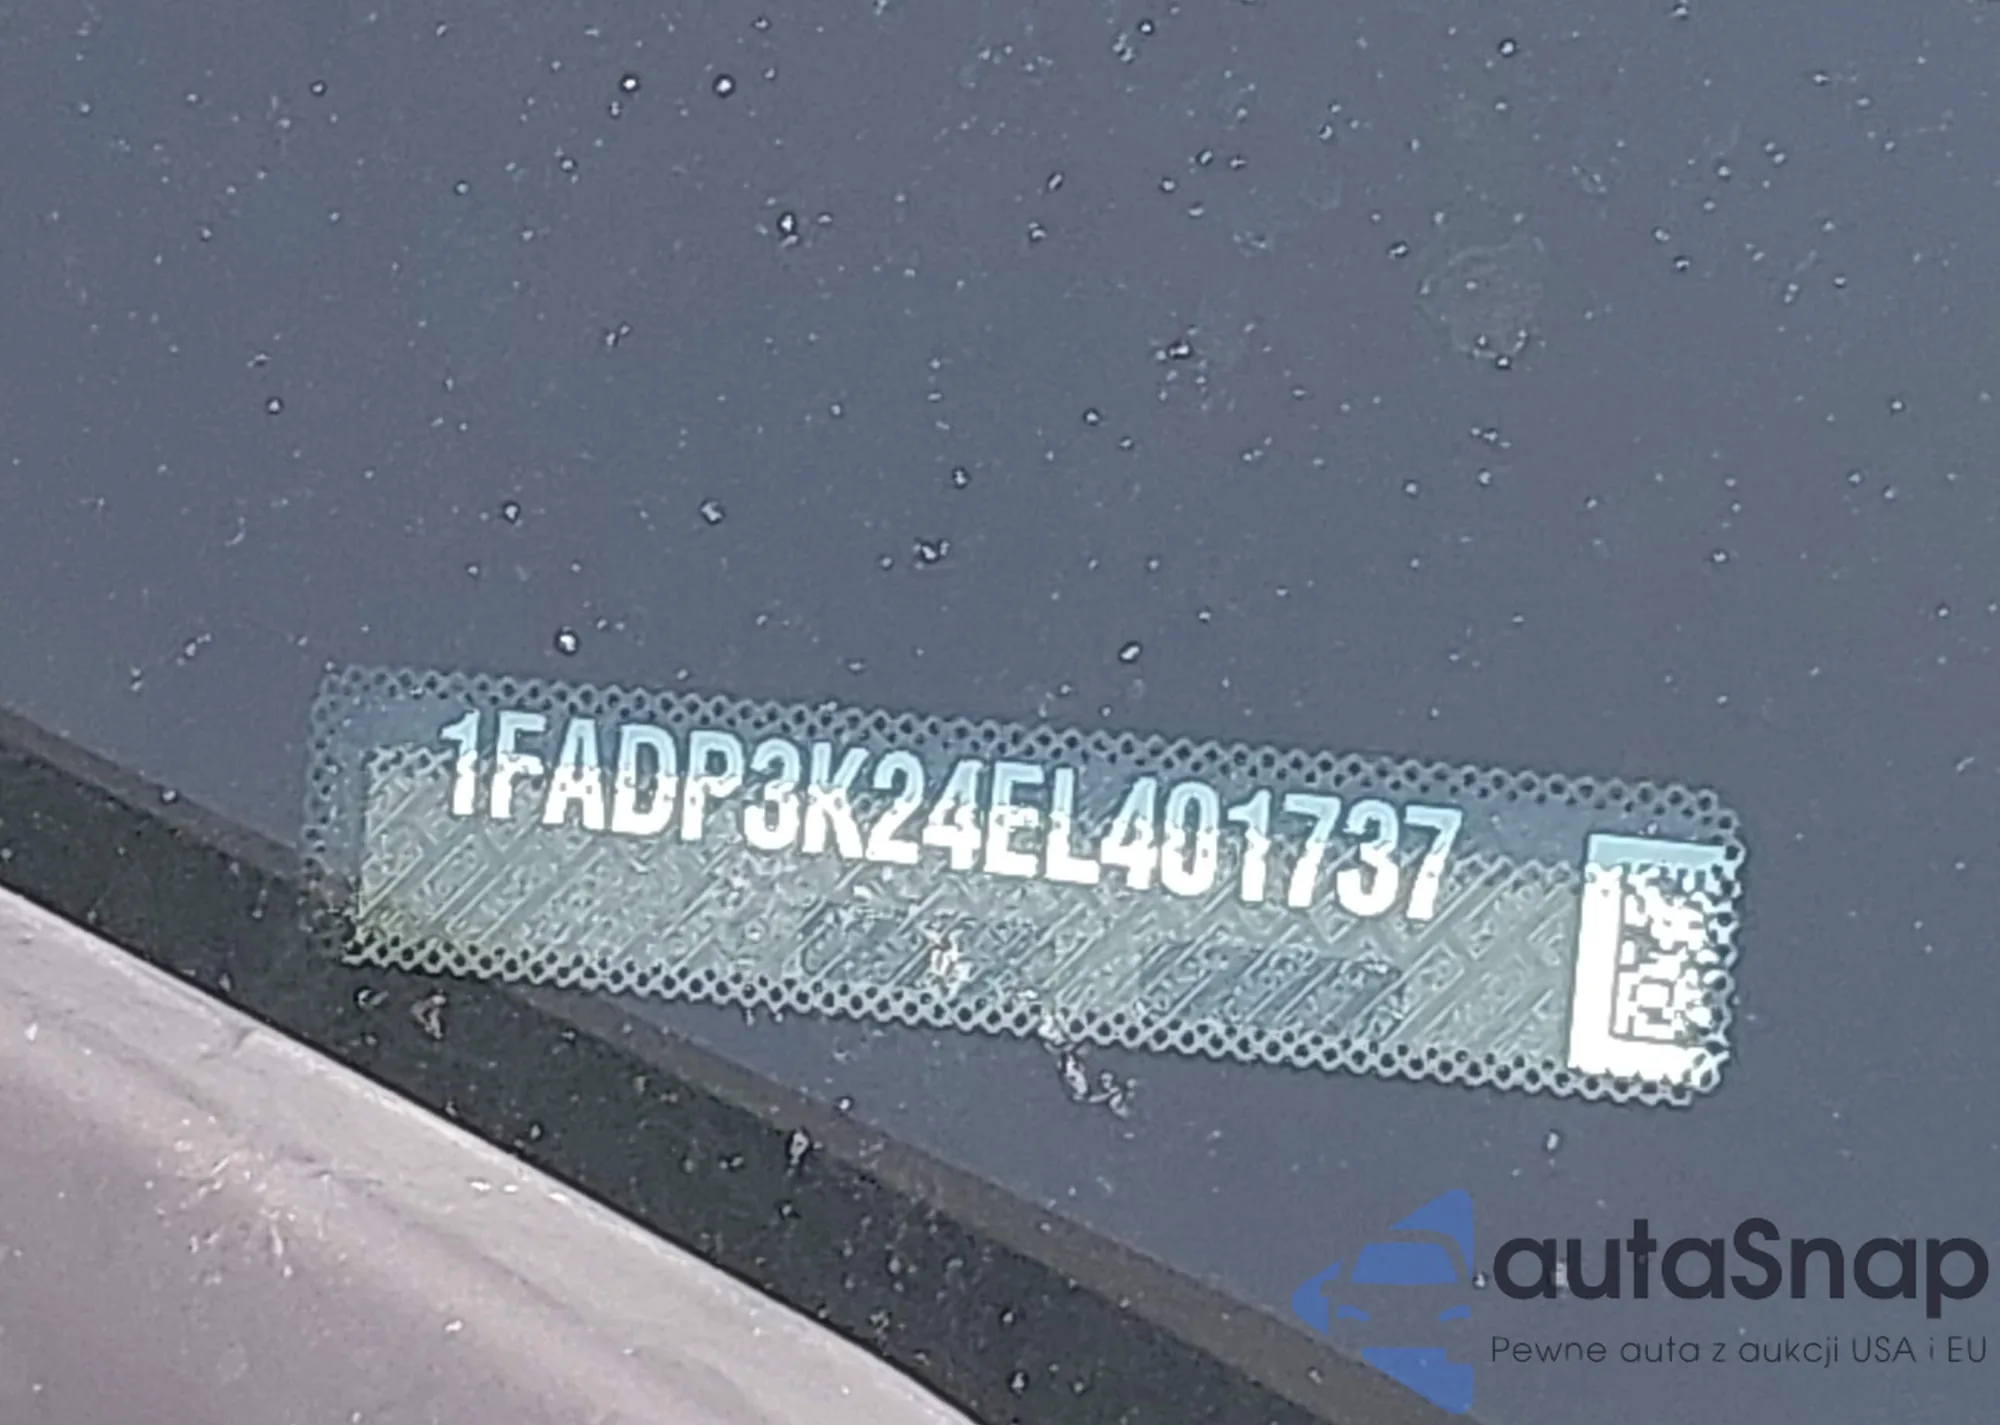 1FADP3K24EL401737
autaSnap
Pewne auta z aukcji USA i EU